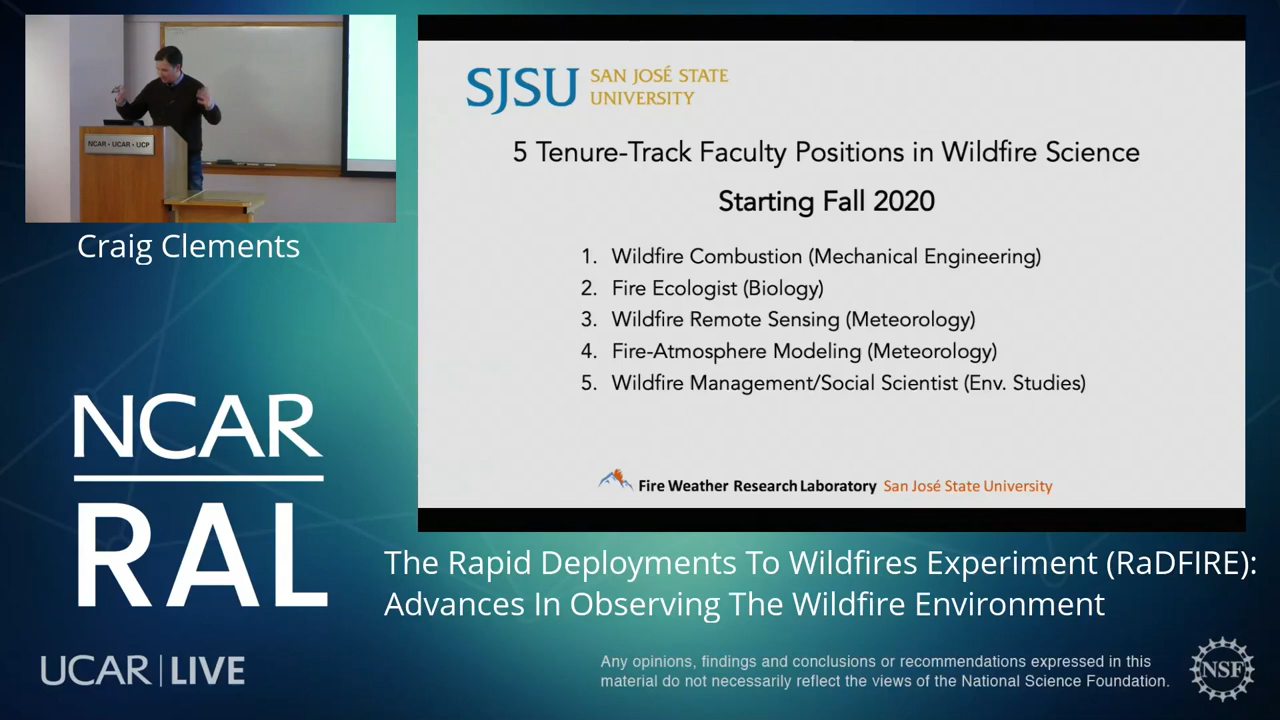 NCAR • UCAR • UCP
Craig Clements
NCAR
RAL
UCAR | LIVE
SJSU SAN JOSÉ STATE
UNIVERSITY
5 Tenure-Track Faculty Positions in Wildfire Science
Starting Fall 2020
1. Wildfire Combustion (Mechanical Engineering)
2. Fire Ecologist (Biology)
3. Wildfire Remote Sensing (Meteorology)
4. Fire-Atmosphere Modeling (Meteorology)
5. Wildfire Management/Social Scientist (Env. Studies)
Fire Weather Research Laboratory San José State University
The Rapid Deployments To Wildfires Experiment (RaDFIRE):
Advances In Observing The Wildfire Environment
Any opinions, findings and conclusions or recommendations expressed in this
material do not necessarily reflect the views of the National Science Foundation.
NSF